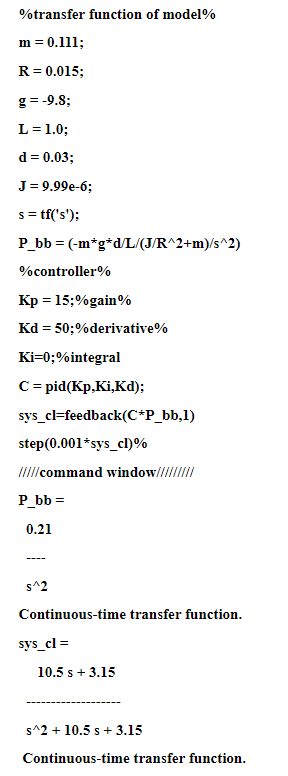 %transfer function of model%
m = 0.111;
R = 0.015;
g = -9.8;
L = 1.0;
d = 0.03;
J = 9.99e-6;
s = tf('s');
P_bb = (-m*g*d/L/(J/R^2+m)/s^2)
%controller%
Kp = 15;%gain%
Kd = 50;%derivative%
Ki=0;%integral
C = pid(Kp,Ki,Kd);
sys_cl=feedback(C*P_bb,1)
step(0.001*sys_cl)%
/////command window/////////
P_bb =
0.21
----
s^2
Continuous-time transfer function.
sys_cl =
10.5 s + 3.15
-------------------
s^2 + 10.5 s + 3.15
Continuous-time transfer function.